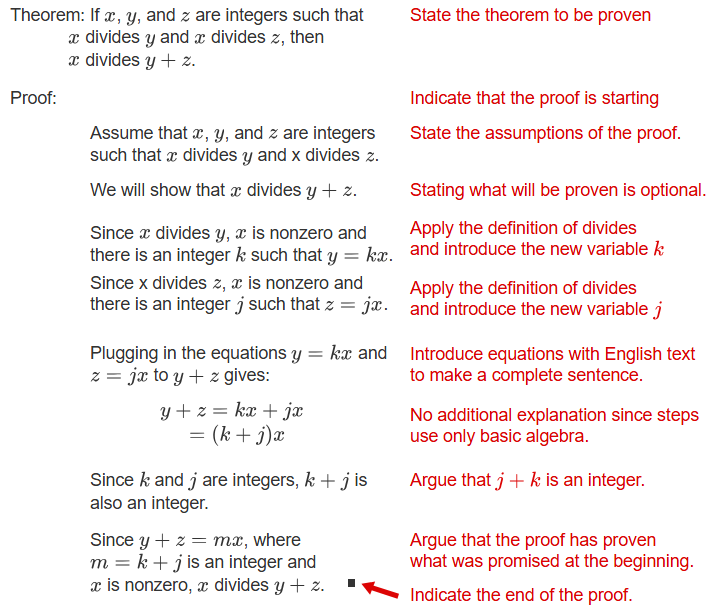 Theorem: If x, y, and z are integers such that
x divides y and x divides z, then
x divides y + z.
State the theorem to be proven
Proof:
Indicate that the proof is starting
Assume that x, y, and z are integers
such that x divides y and x divides z.
State the assumptions of the proof.
We will show that x divides y + z.
Stating what will be proven is optional.
Since x divides y, x is nonzero and
there is an integer k such that y = kx.
Apply the definition of divides
and introduce the new variable k
Since x divides z, x is nonzero and
there is an integer j such that z = jx.
Apply the definition of divides
and introduce the new variable j
Plugging in the equations y = kx and
z = jx to y + z gives:
Introduce equations with English text
to make a complete sentence.
y + z = kx + jx
= (k + j)x
No additional explanation since steps
use only basic algebra.
Since k and j are integers, k + j is
also an integer.
Argue that j + k is an integer.
Since y + z = mx, where
m = k + j is an integer and
x is nonzero, x divides y + z. ■
Argue that the proof has proven
what was promised at the beginning.
Indicate the end of the proof.